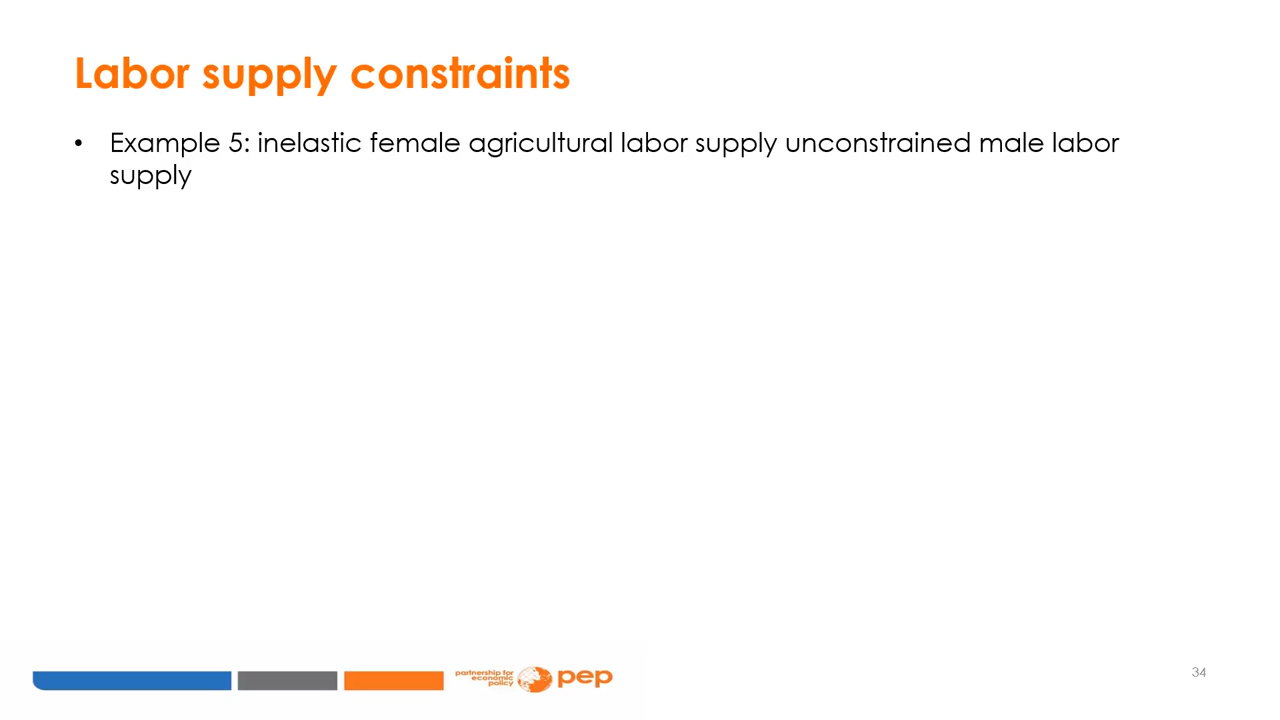 Labor supply constraints
• Example 5: inelastic female agricultural labor supply unconstrained male labor
supply
partnership for
economic
policy
pep
34